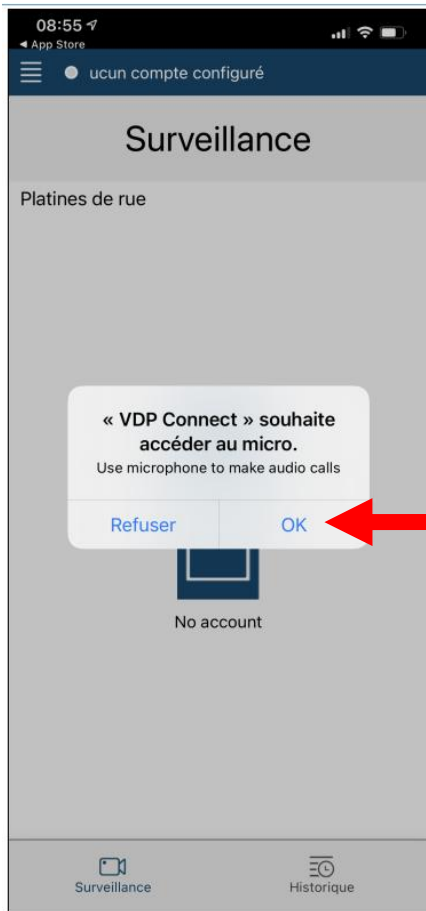 08:55
◀ App Store
ucun compte configuré
Surveillance
Platines de rue
« VDP Connect » souhaite
accéder au micro.
Use microphone to make audio calls
Refuser OK
No account
Surveillance Historique